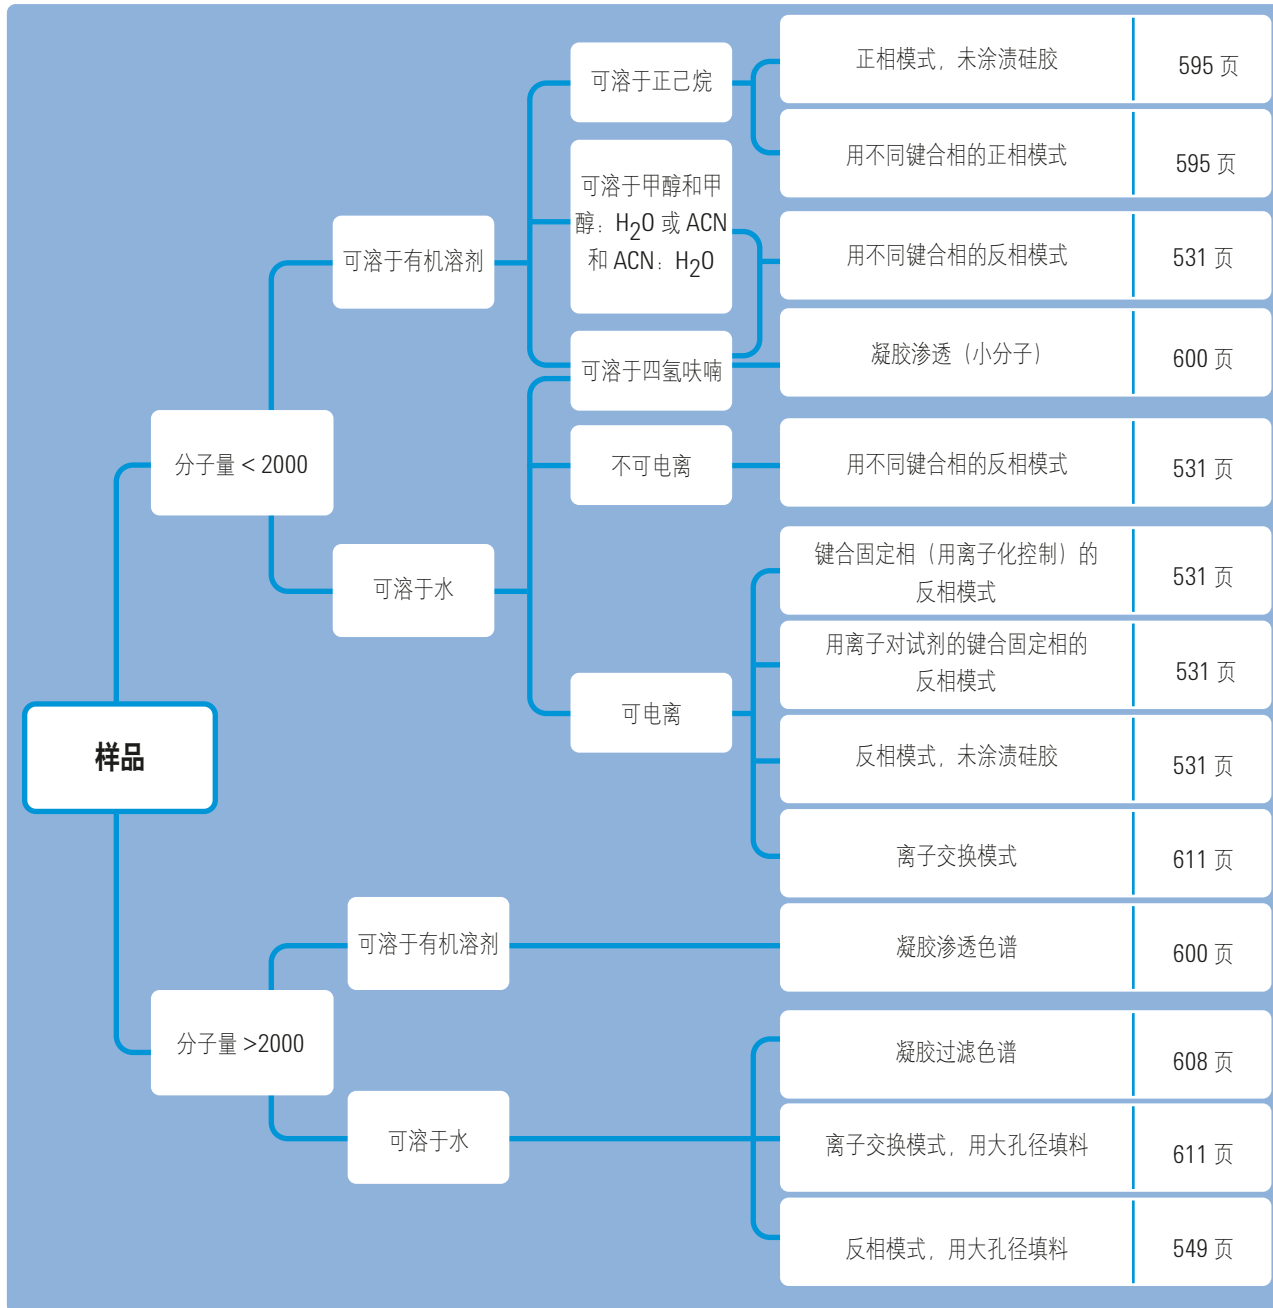 可溶于正己烷
正相模式，未涂渍硅胶
595 页
用不同键合相的正相模式
595 页
可溶于甲醇和甲
醇：H2O 或 ACN
和 ACN：H2O
可溶于有机溶剂
用不同键合相的反相模式
531 页
可溶于四氢呋喃
凝胶渗透（小分子）
600 页
分子量 < 2000
不可电离
用不同键合相的反相模式
531 页
可溶于水
键合固定相（用离子化控制）的
反相模式
531 页
用离子对试剂的键合固定相的
反相模式
531 页
可电离
样品
反相模式，未涂渍硅胶
531 页
离子交换模式
611 页
可溶于有机溶剂
凝胶渗透色谱
600 页
分子量 >2000
凝胶过滤色谱
608 页
可溶于水
离子交换模式，用大孔径填料
611 页
反相模式，用大孔径填料
549 页